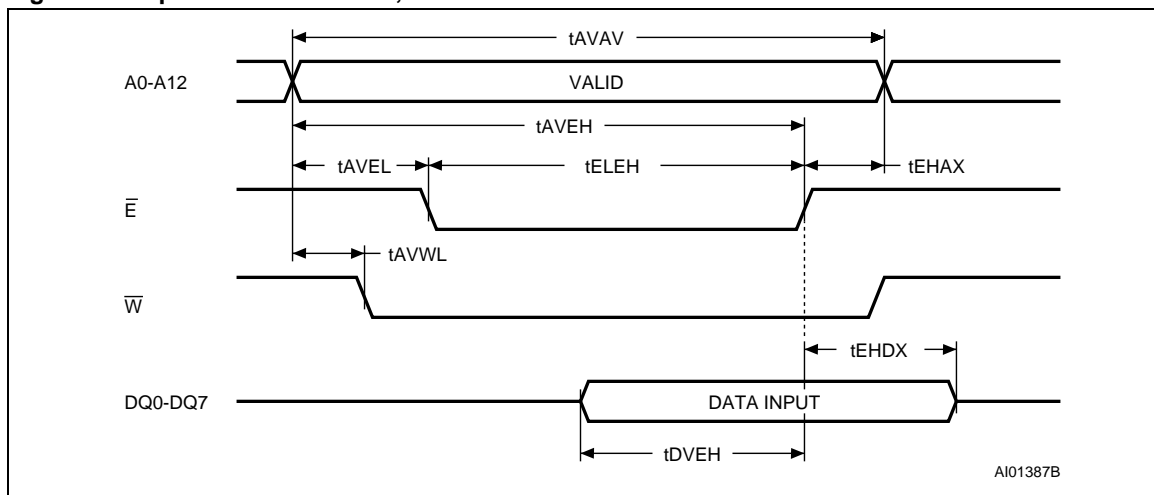 tAVAV
A0-A12
VALID
tAVEH
tAVEL
tELEH
tEHAX
E̅
tAVWL
W̅
tEHDX
DQ0-DQ7
DATA INPUT
tDVEH
AI01387B